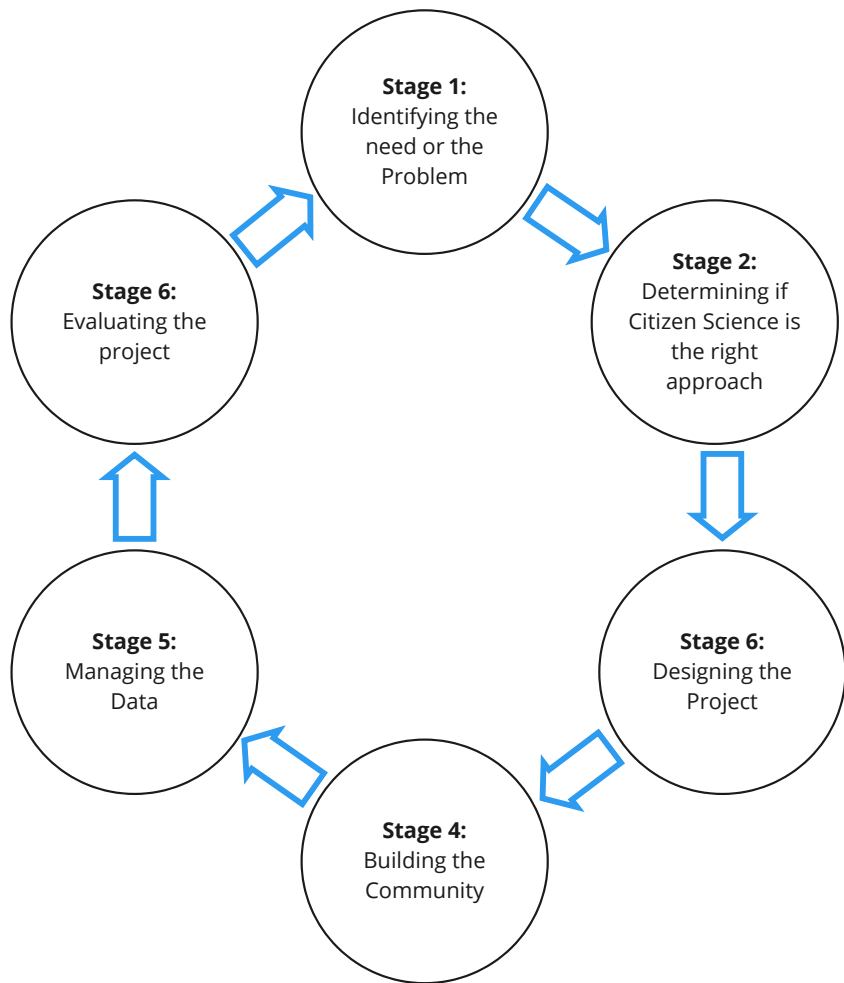 Stage 1:
Identifying the
need or the
Problem
Stage 2:
Determining if
Citizen Science is
the right
approach
Stage 6:
Designing the
Project
Stage 4:
Building the
Community
Stage 5:
Managing the
Data
Stage 6:
Evaluating the
project